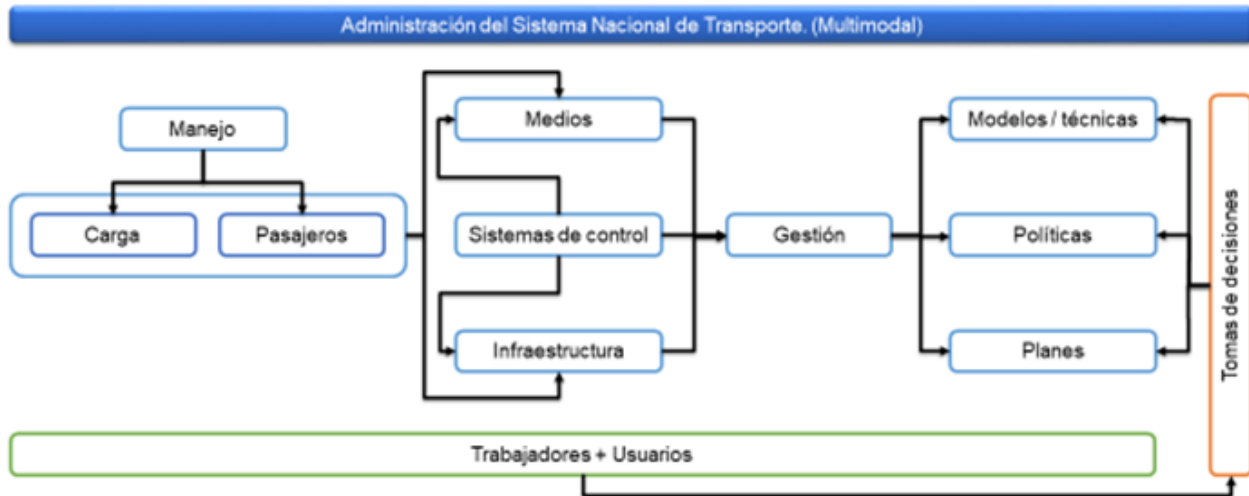 Administración del Sistema Nacional de Transporte. (Multimodal)
Manejo
Carga
Pasajeros
Medios
Sistemas de control
Infraestructura
Gestión
Modelos / técnicas
Políticas
Planes
Tomas de decisiones
Trabajadores + Usuarios